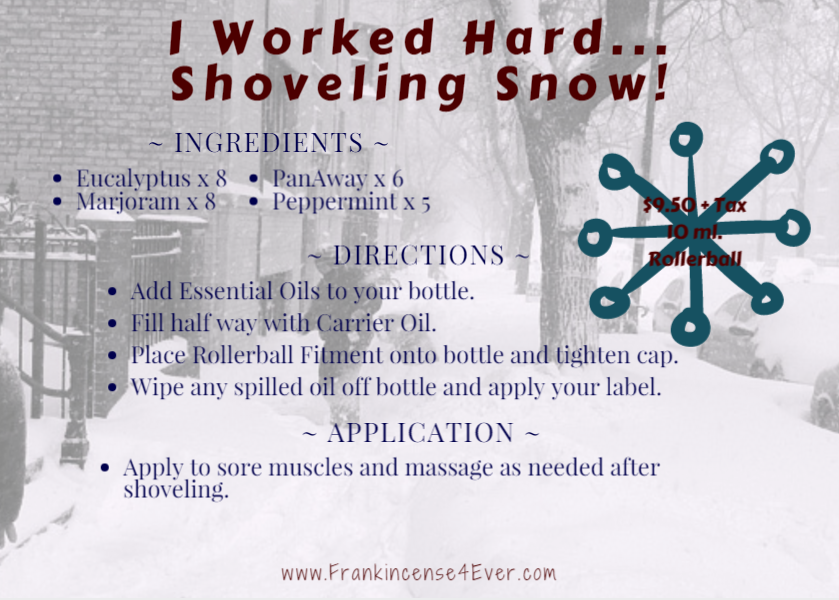 I Worked Hard...
Shoveling Snow!
~ INGREDIENTS ~
• Eucalyptus x 8 • PanAway x 6
• Marjoram x 8 • Peppermint x 5
$9.50 + Tax
10 ml.
Rollerball
~ DIRECTIONS ~
• Add Essential Oils to your bottle.
• Fill half way with Carrier Oil.
• Place Rollerball Fitment onto bottle and tighten cap.
• Wipe any spilled oil off bottle and apply your label.
~ APPLICATION ~
• Apply to sore muscles and massage as needed after
shoveling.
www.Frankincense4Ever.com